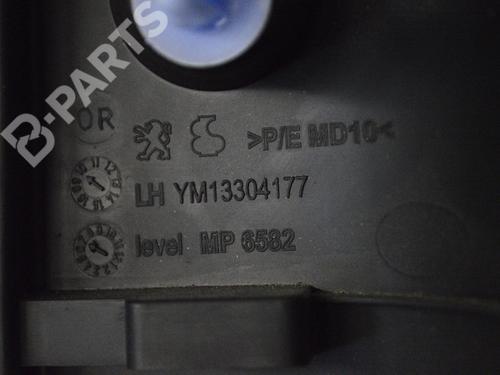 B-PARTS
OR
>P/E MD10<
LH YM13304177
level MP 6582